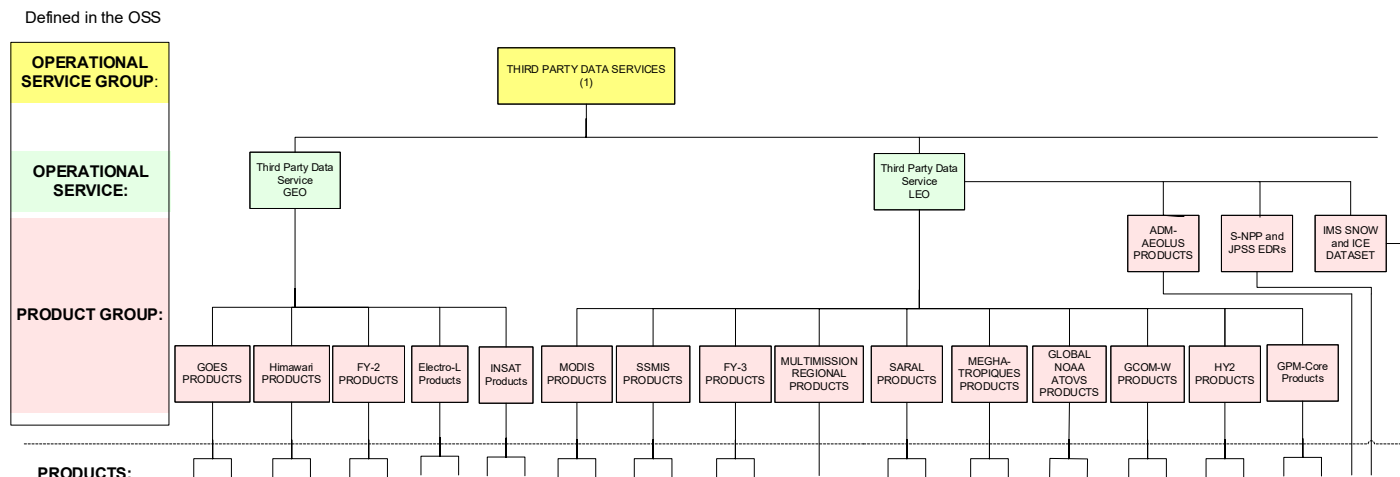 Defined in the OSS
OPERATIONAL
SERVICE GROUP:
THIRD PARTY DATA SERVICES
(1)
OPERATIONAL
SERVICE:
Third Party Data
Service
GEO
Third Party Data
Service
LEO
ADM-
AEOLUS
PRODUCTS
S-NPP and
JPSS EDRs
IMS SNOW
and ICE
DATASET
PRODUCT GROUP:
GOES
PRODUCTS
Himawari
PRODUCTS
FY-2
PRODUCTS
Electro-L
Products
INSAT
Products
MODIS
PRODUCTS
SSMIS
PRODUCTS
FY-3
PRODUCTS
MULTIMISSION
REGIONAL
PRODUCTS
SARAL
PRODUCTS
MEGHA-
TROPIQUES
PRODUCTS
GLOBAL
NOAA
ATOVS
PRODUCTS
GCOM-W
PRODUCTS
HY2
PRODUCTS
GPM-Core
Products
PRODUCTS: